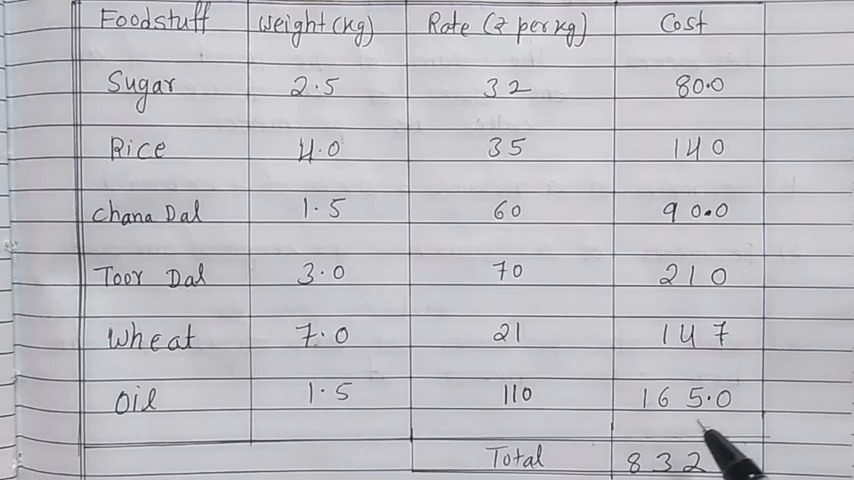 Foodstuff Weight (kg) Rate (₹ per kg) Cost
Sugar 2.5 32 80.0
Rice 4.0 35 140
Chana Dal 1.5 60 90.0
Toor Dal 3.0 70 210
Wheat 7.0 21 147
Oil 1.5 110 165.0
Total 832